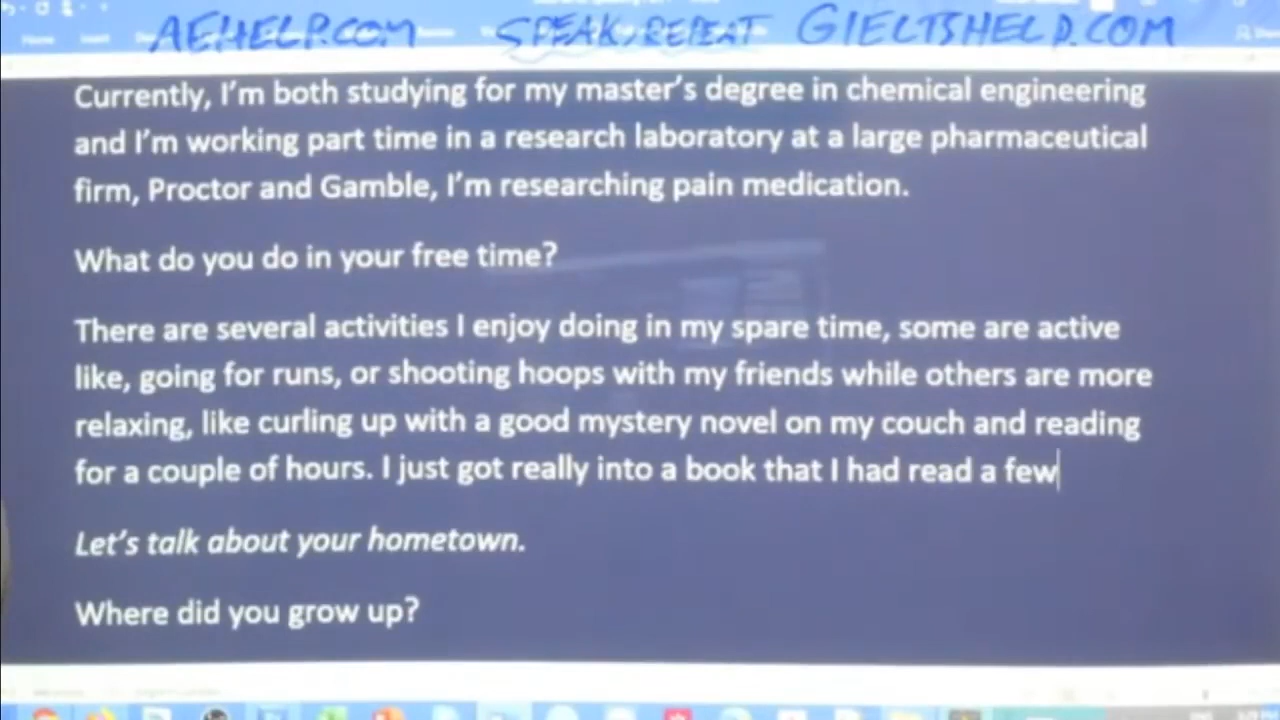 AEHELP.COM SPEAK, REPEAT GIELTSHELP.COM
Currently, I'm both studying for my master's degree in chemical engineering
and I'm working part time in a research laboratory at a large pharmaceutical
firm, Proctor and Gamble, I'm researching pain medication.
What do you do in your free time?
There are several activities I enjoy doing in my spare time, some are active
like, going for runs, or shooting hoops with my friends while others are more
relaxing, like curling up with a good mystery novel on my couch and reading
for a couple of hours. I just got really into a book that I had read a few
Let's talk about your hometown.
Where did you grow up?